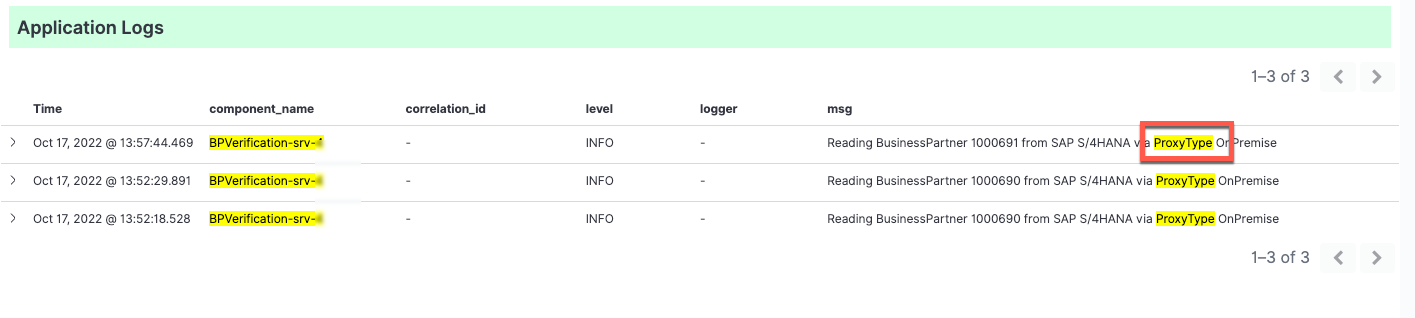 Application Logs
1–3 of 3
Time component_name correlation_id level logger msg
Oct 17, 2022 @ 13:57:44.469 BPVerification-srv- - INFO - Reading BusinessPartner 1000691 from SAP S/4HANA via ProxyType OnPremise
Oct 17, 2022 @ 13:52:29.891 BPVerification-srv- - INFO - Reading BusinessPartner 1000690 from SAP S/4HANA via ProxyType OnPremise
Oct 17, 2022 @ 13:52:18.528 BPVerification-srv- - INFO - Reading BusinessPartner 1000690 from SAP S/4HANA via ProxyType OnPremise
1–3 of 3